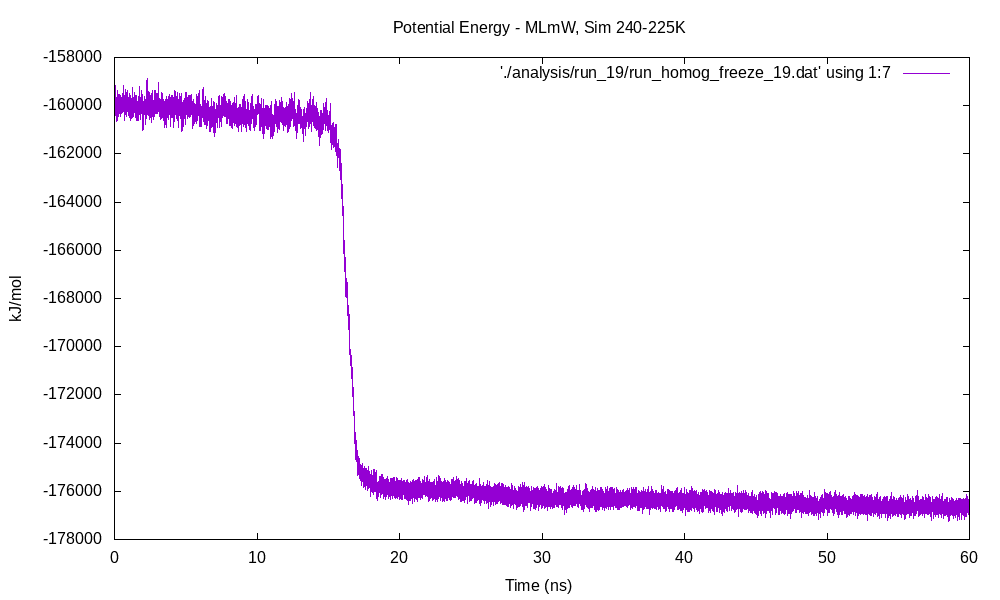 Potential Energy - MLmW, Sim 240-225K
'./analysis/run_19/run_homog_freeze_19.dat' using 1:7
-158000
-160000
-162000
-164000
-166000
-168000
-170000
-172000
-174000
-176000
-178000
kJ/mol
0 10 20 30 40 50 60
Time (ns)